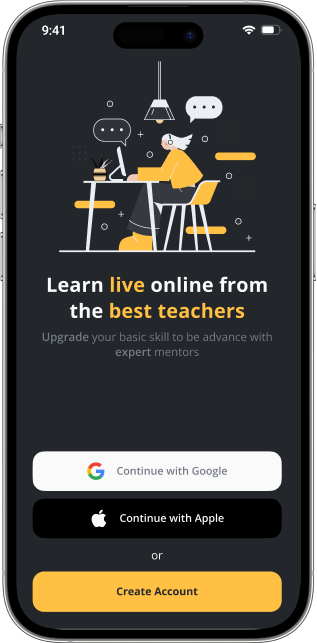 9:41
Learn live online from
the best teachers
Upgrade your basic skill to be advance with
expert mentors
Continue with Google
Continue with Apple
or
Create Account